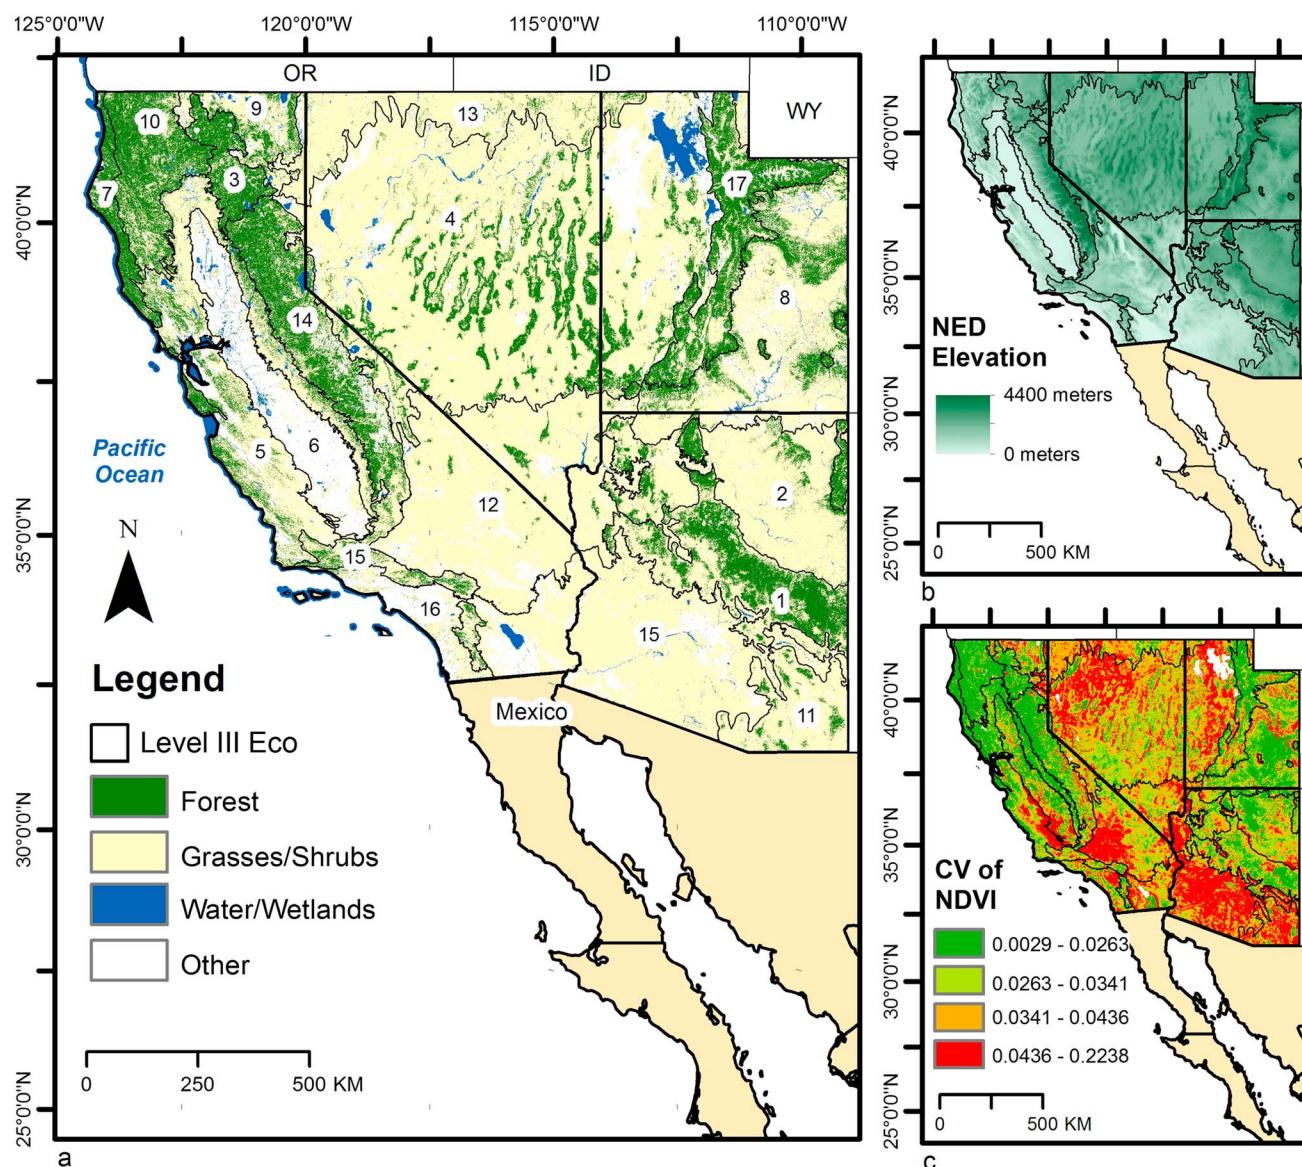 125°0'0"W
120°0'0"W
115°0'0"W
110°0'0"W
OR
ID
WY
40°0'0"N
35°0'0"N
30°0'0"N
25°0'0"N
10
9
13
7
3
4
17
14
8
5
6
12
2
15
16
1
15
11
Pacific
Ocean
N
Mexico
Legend
Level III Eco
Forest
Grasses/Shrubs
Water/Wetlands
Other
0 250 500 KM
a
40°0'0"N
35°0'0"N
30°0'0"N
25°0'0"N
NED
Elevation
4400 meters
0 meters
0 500 KM
b
40°0'0"N
35°0'0"N
30°0'0"N
25°0'0"N
CV of
NDVI
0.0029 - 0.0263
0.0263 - 0.0341
0.0341 - 0.0436
0.0436 - 0.2238
0 500 KM
c